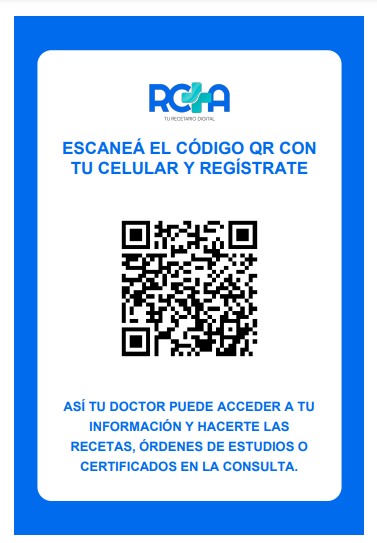 RCTA
TU RECETARIO DIGITAL
ESCANEÁ EL CÓDIGO QR CON
TU CELULAR Y REGÍSTRATE
ASÍ TU DOCTOR PUEDE ACCEDER A TU
INFORMACIÓN Y HACERTE LAS
RECETAS, ÓRDENES DE ESTUDIOS O
CERTIFICADOS EN LA CONSULTA.